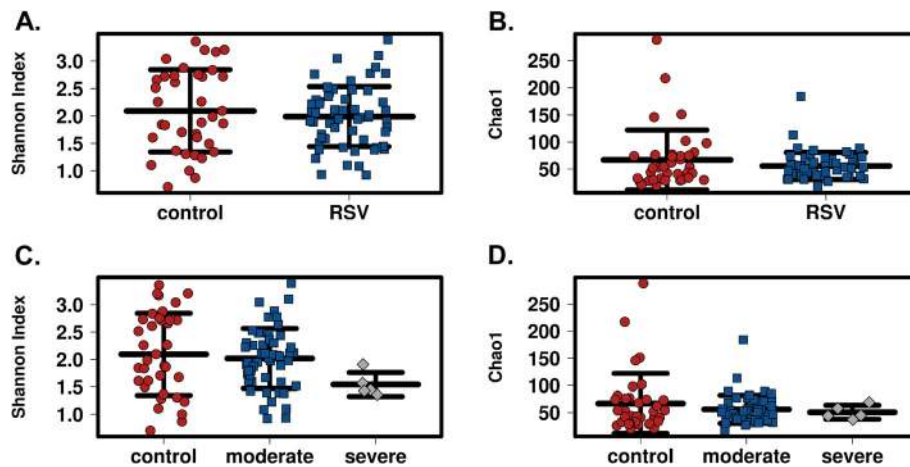 A.
Shannon Index
3.0
2.5
2.0
1.5
1.0
control RSV
B.
Chao1
250
200
150
100
50
control RSV
C.
Shannon Index
3.0
2.5
2.0
1.5
1.0
control moderate severe
D.
Chao1
250
200
150
100
50
control moderate severe